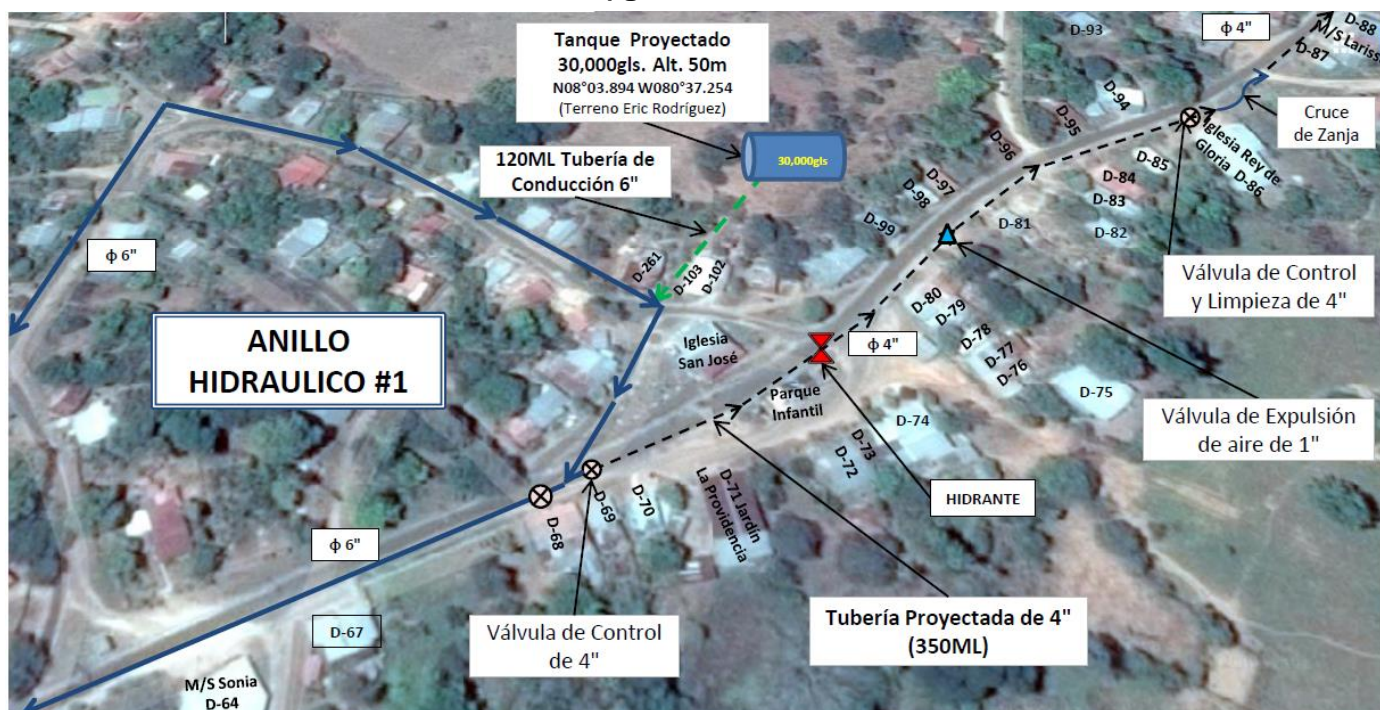 Tanque Proyectado
30,000gls. Alt. 50m
N08°03.894 W080°37.254
(Terreno Eric Rodríguez)
D-93
ϕ 4"
D-88
M/S Larissa
D-87
Cruce
de Zanja
D-94
D-95
D-96
Iglesia Rey de
Gloria D-86
30,000gls
120ML Tubería de
Conducción 6"
D-97
D-98
D-99
D-85
D-84
D-83
D-82
D-81
D-261
D-103
D-102
ϕ 6"
Válvula de Control
y Limpieza de 4"
ANILLO
HIDRAULICO #1
Iglesia
San José
ϕ 4"
D-80
D-79
D-78
D-77
D-76
D-75
Parque
Infantil
Válvula de Expulsión
de aire de 1"
D-74
D-73
D-72
D-71 Jardín
La Providencia
D-70
D-69
D-68
HIDRANTE
ϕ 6"
D-67
Válvula de Control
de 4"
Tubería Proyectada de 4"
(350ML)
M/S Sonia
D-64